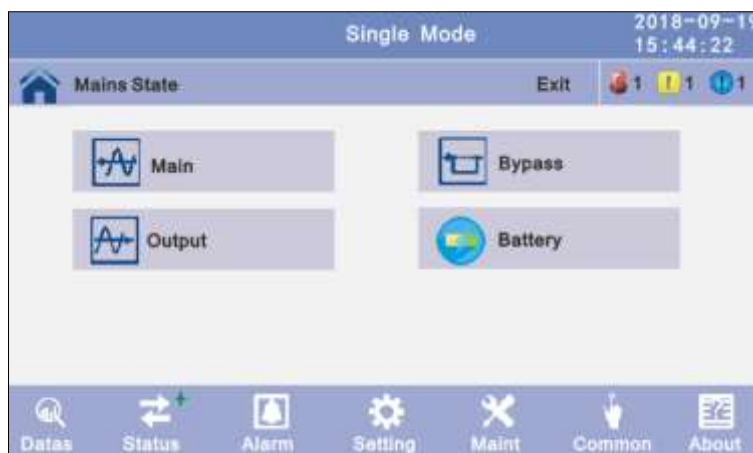 Single Mode
2018-09-19
15:44:22
Mains State
Exit
1
1
1
Main
Bypass
Output
Battery
Datas
Status
Alarm
Setting
Maint
Common
About